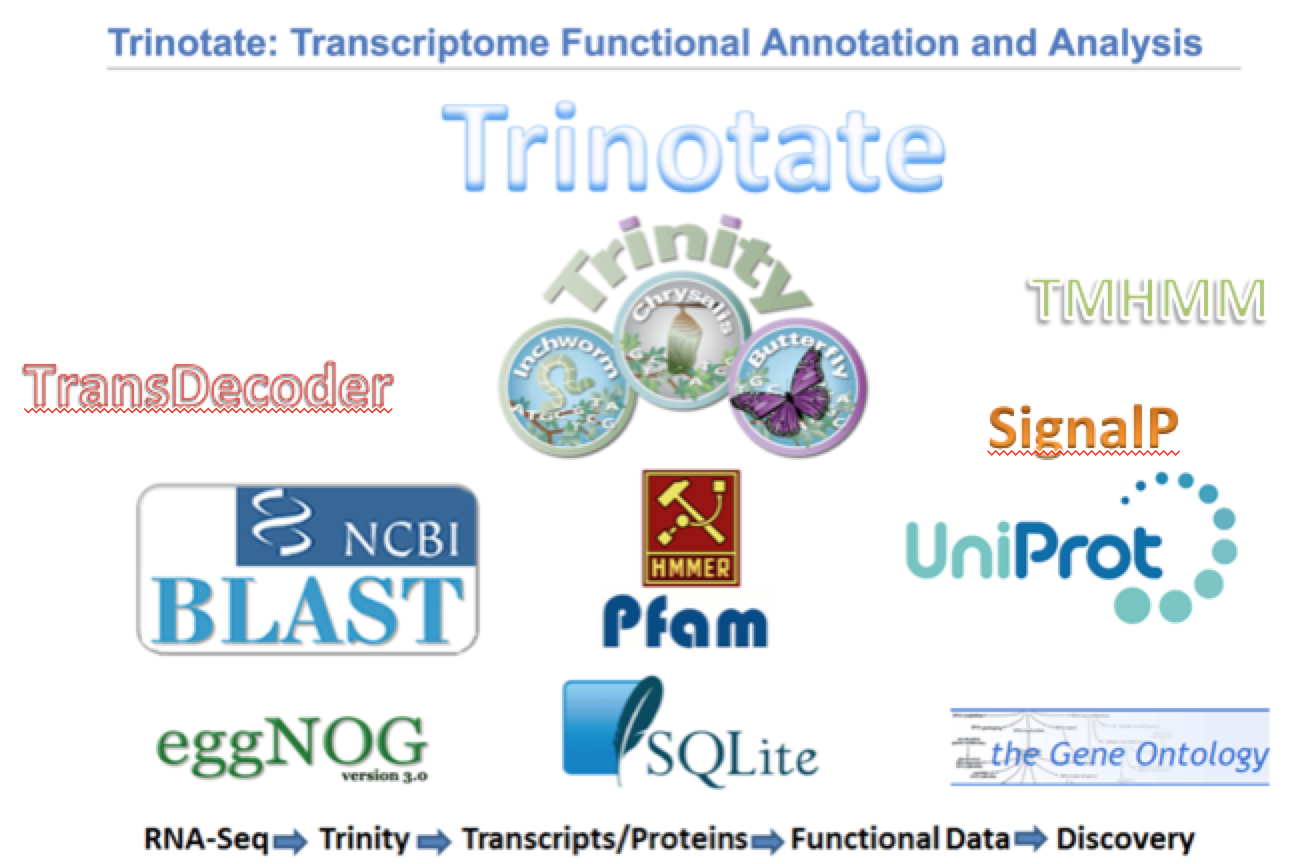 Trinotate: Transcriptome Functional Annotation and Analysis
Trinotate
Trinity
Chrysalis
Inchworm
Butterfly
TMHMM
TransDecoder
SignalP
NCBI
BLAST
HMMER
Pfam
UniProt
eggNOG
version 3.0
SQLite
the Gene Ontology
RNA-Seq Trinity Transcripts/Proteins Functional Data Discovery